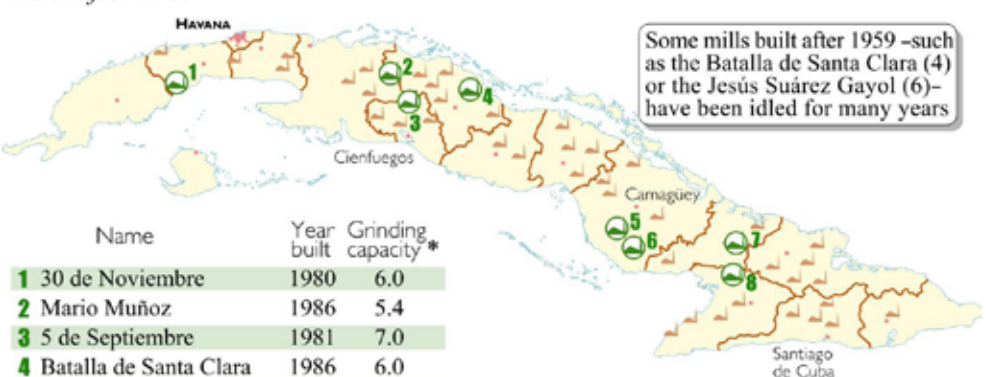 HAVANA
Some mills built after 1959 –such
as the Batalla de Santa Clara (4)
or the Jesús Suárez Gayol (6)–
have been idled for many years
1
2
4
3
Cienfuegos
Camagüey
5
6
7
8
Santiago
de Cuba
Name Year built Grinding capacity *
1 30 de Noviembre 1980 6.0
2 Mario Muñoz 1986 5.4
3 5 de Septiembre 1981 7.0
4 Batalla de Santa Clara 1986 6.0